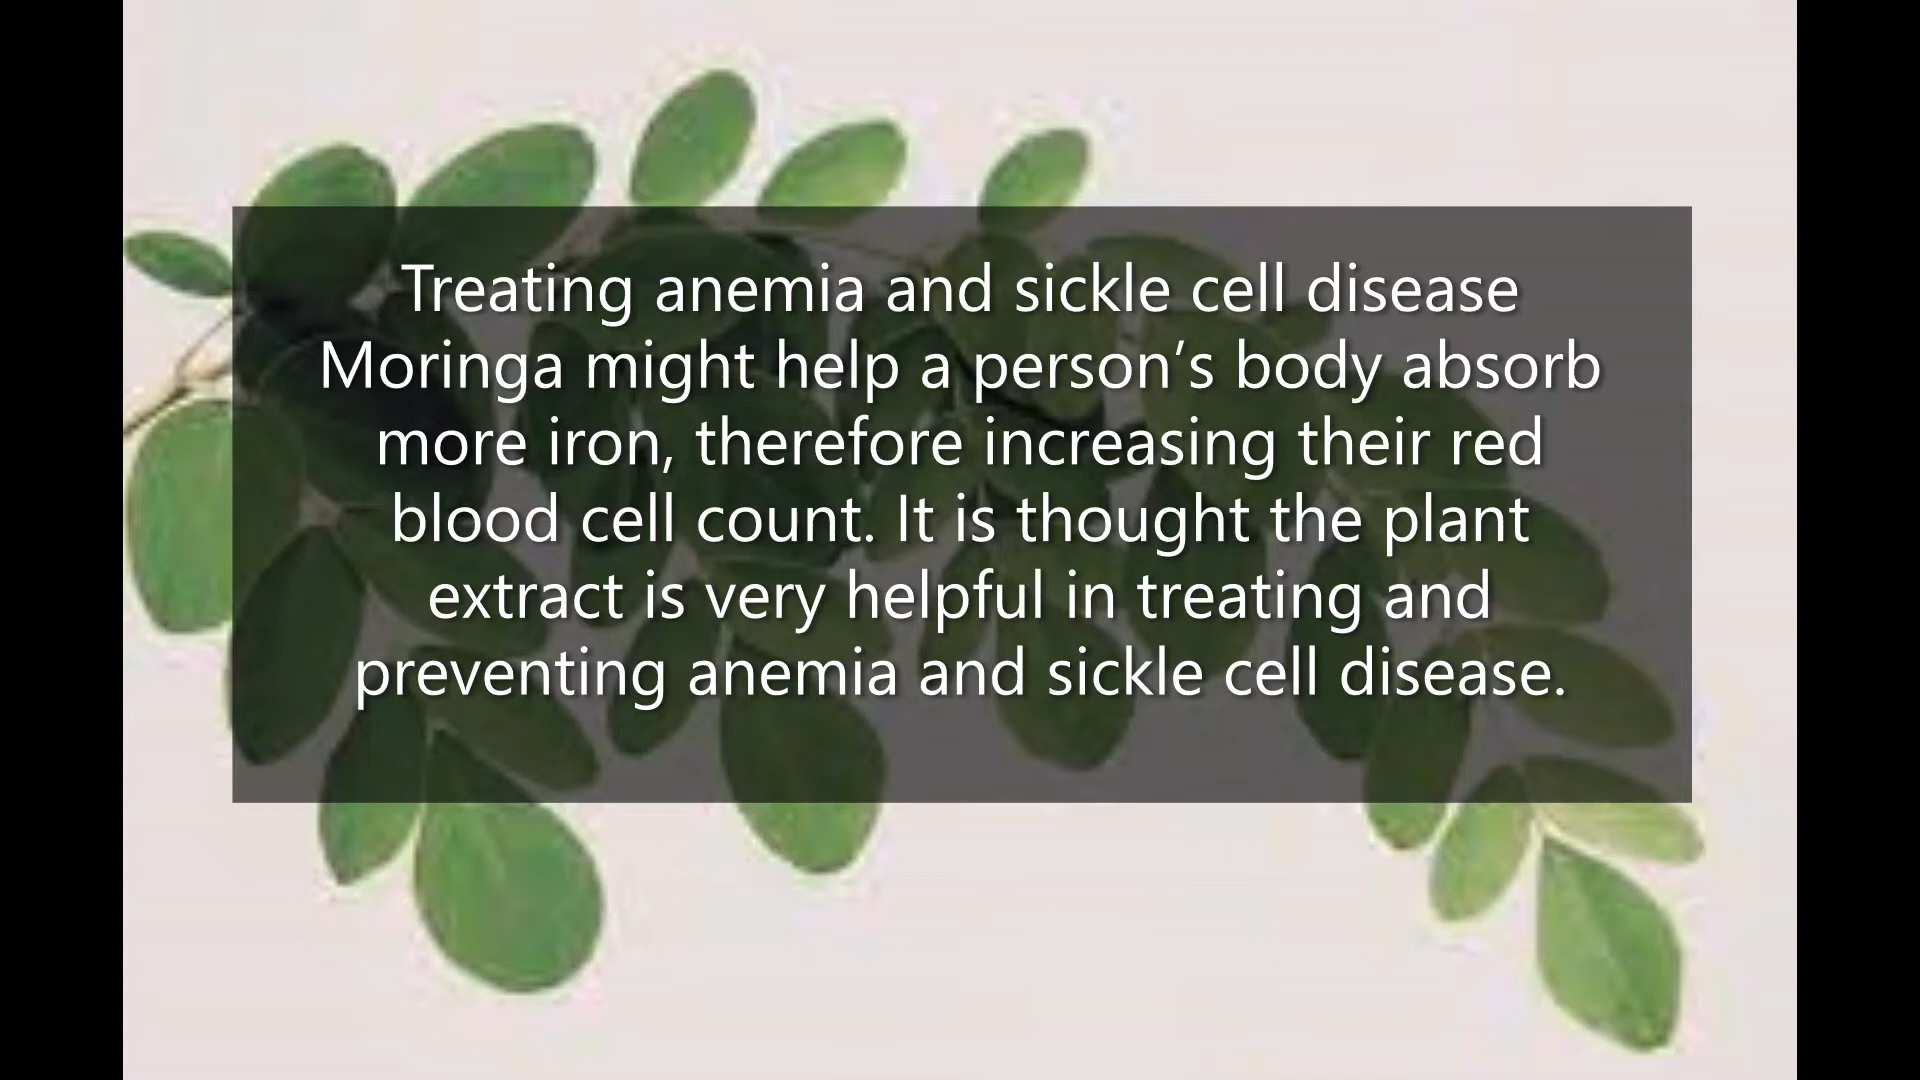 Treating anemia and sickle cell disease
Moringa might help a person’s body absorb
more iron, therefore increasing their red
blood cell count. It is thought the plant
extract is very helpful in treating and
preventing anemia and sickle cell disease.